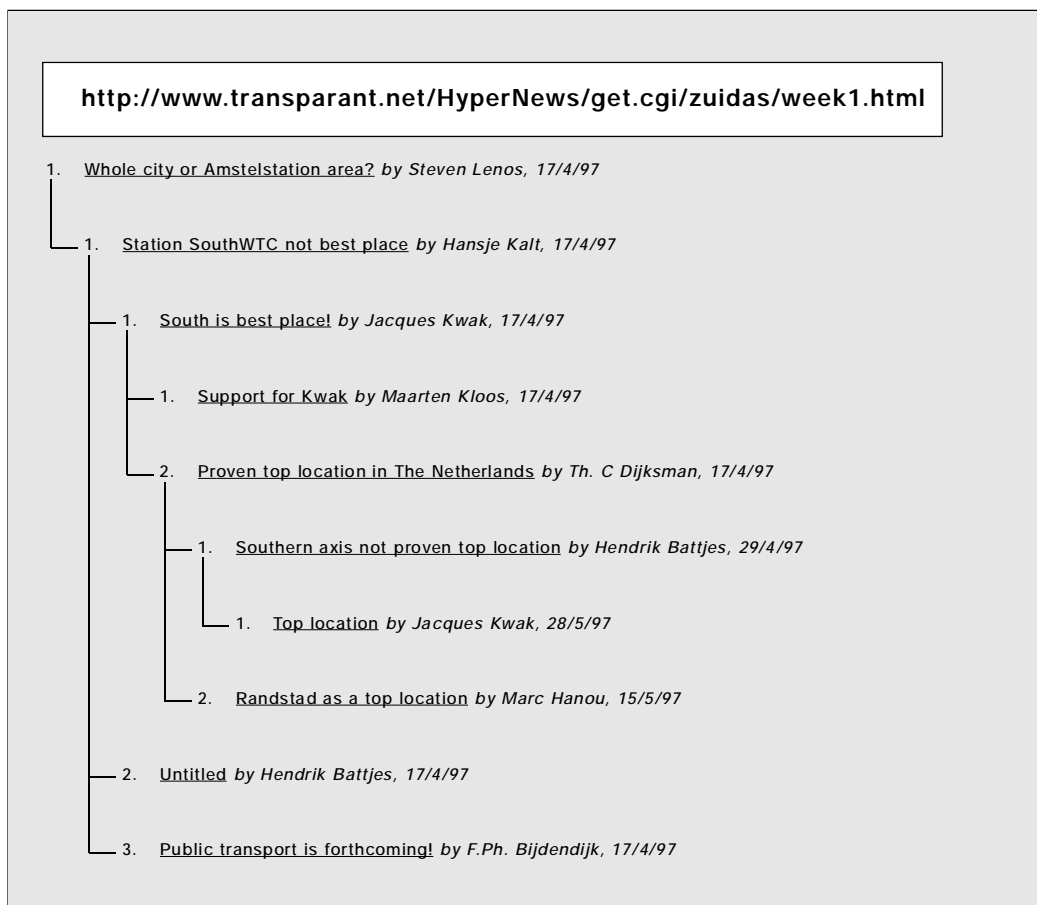 http://www.transparant.net/HyperNews/get.cgi/zuidas/week1.html
1. Whole city or Amstelstation area? by Steven Lenos, 17/4/97
1. Station SouthWTC not best place by Hansje Kalt, 17/4/97
1. South is best place! by Jacques Kwak, 17/4/97
1. Support for Kwak by Maarten Kloos, 17/4/97
2. Proven top location in The Netherlands by Th. C Dijksman, 17/4/97
1. Southern axis not proven top location by Hendrik Battjes, 29/4/97
1. Top location by Jacques Kwak, 28/5/97
2. Randstad as a top location by Marc Hanou, 15/5/97
2. Untitled by Hendrik Battjes, 17/4/97
3. Public transport is forthcoming! by F.Ph. Bijdendijk, 17/4/97